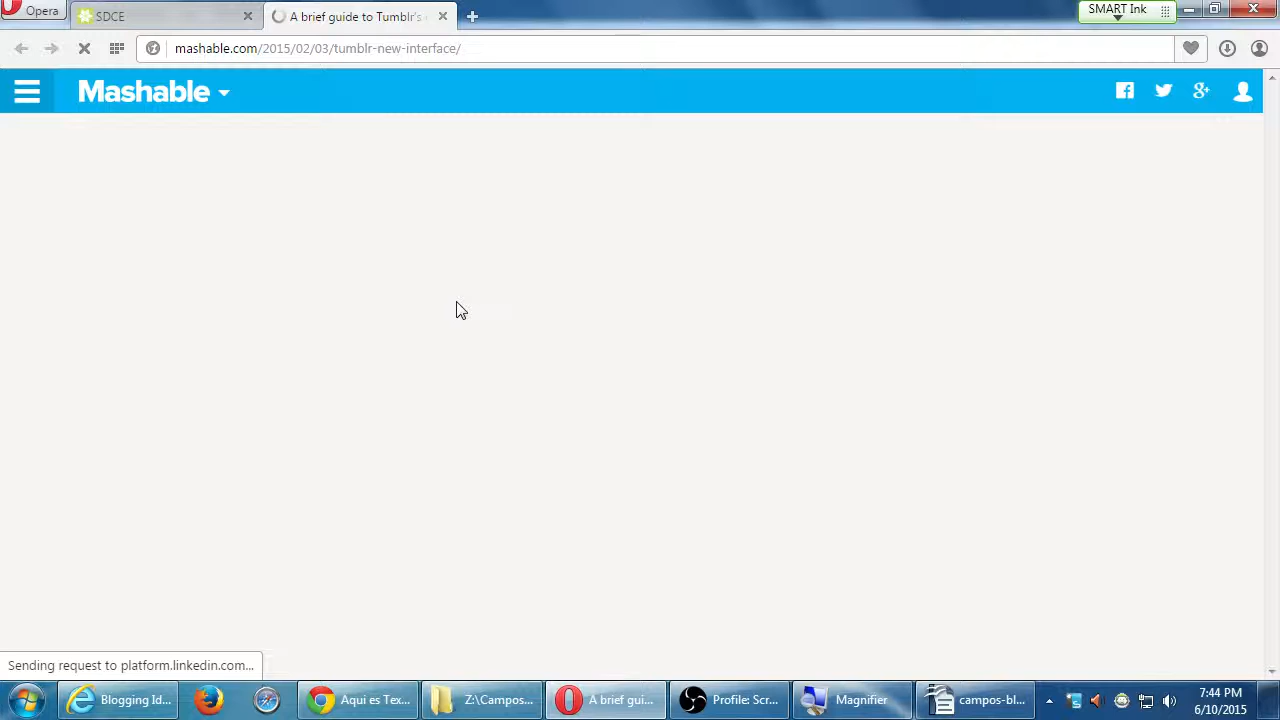 Opera
SDCE
A brief guide to Tumblr's
SMART Ink
mashable.com/2015/02/03/tumblr-new-interface/
Mashable
Sending request to platform.linkedin.com...
Blogging Id...
Aqui es Tex...
Z:\Campos...
A brief gui...
Profile: Scr...
Magnifier
campos-bl...
7:44 PM
6/10/2015